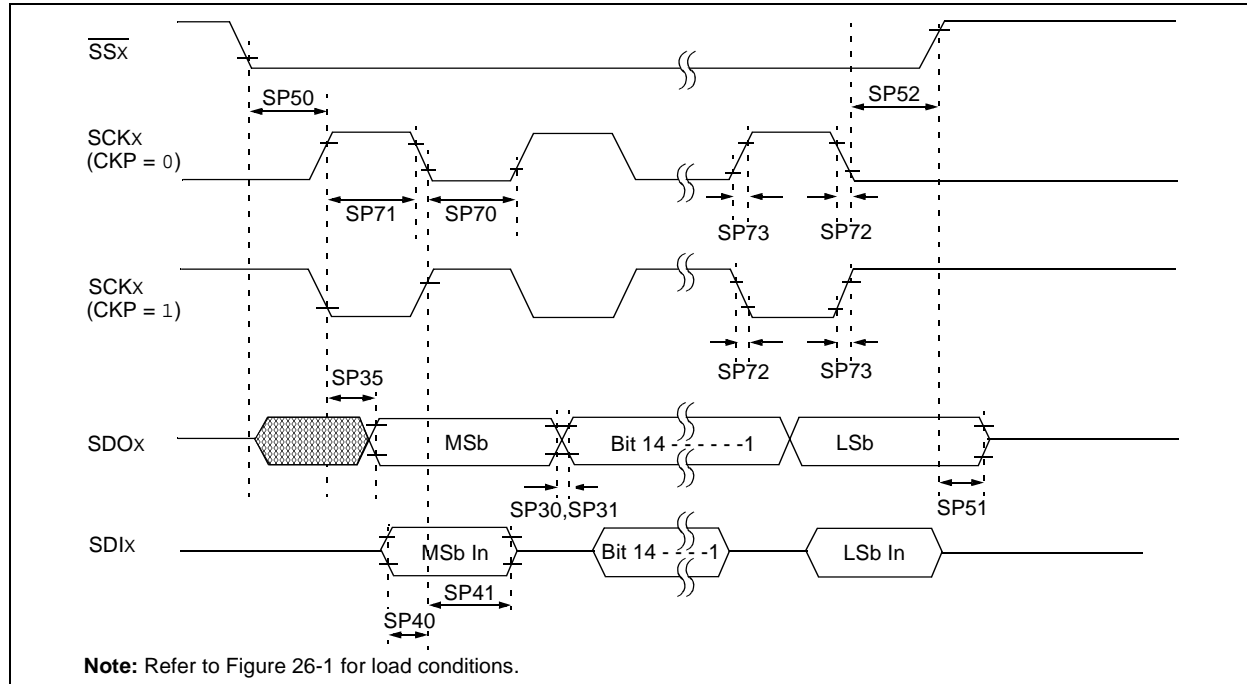 SSx
SP50
SP52
SCKx
(CKP = 0)
SP71
SP70
SP73
SP72
SCKx
(CKP = 1)
SP72
SP73
SP35
SDOx
MSb
Bit 14 - - - - - -1
LSb
SP30,SP31
SP51
SDIx
MSb In
Bit 14 - - - -1
LSb In
SP41
SP40
Note: Refer to Figure 26-1 for load conditions.